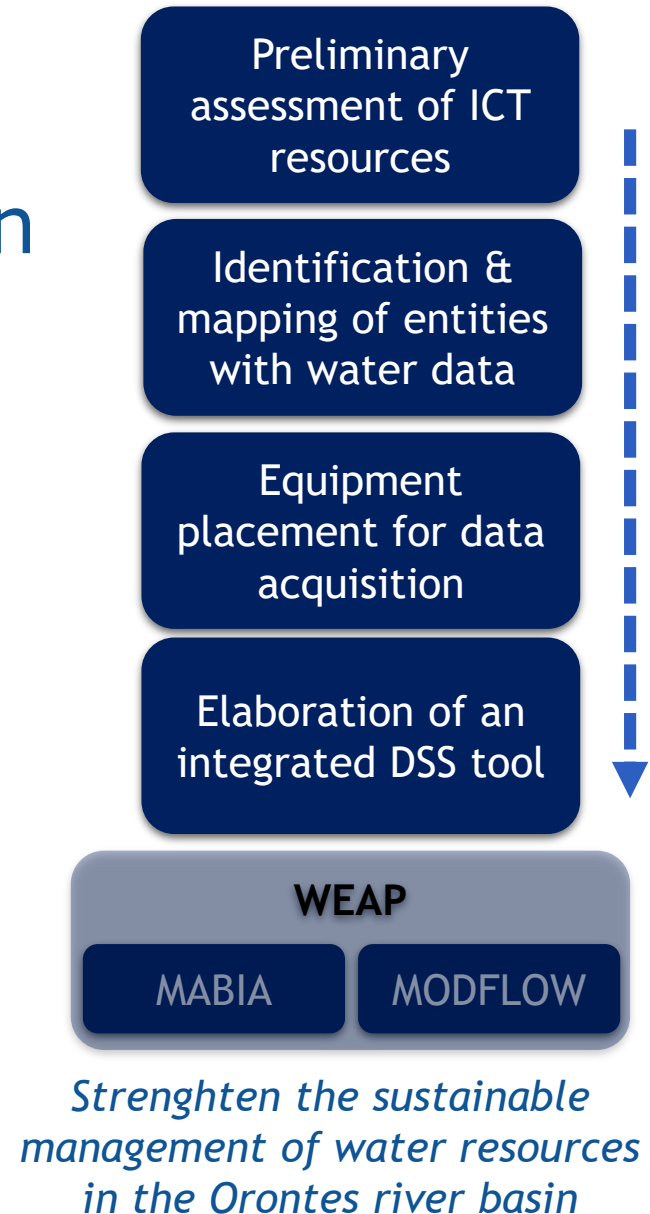 Preliminary
assessment of ICT
resources
n
Identification &
mapping of entities
with water data
Equipment
placement for data
acquisition
Elaboration of an
integrated DSS tool
WEAP
MABIA
MODFLOW
Strenghten the sustainable
management of water resources
in the Orontes river basin